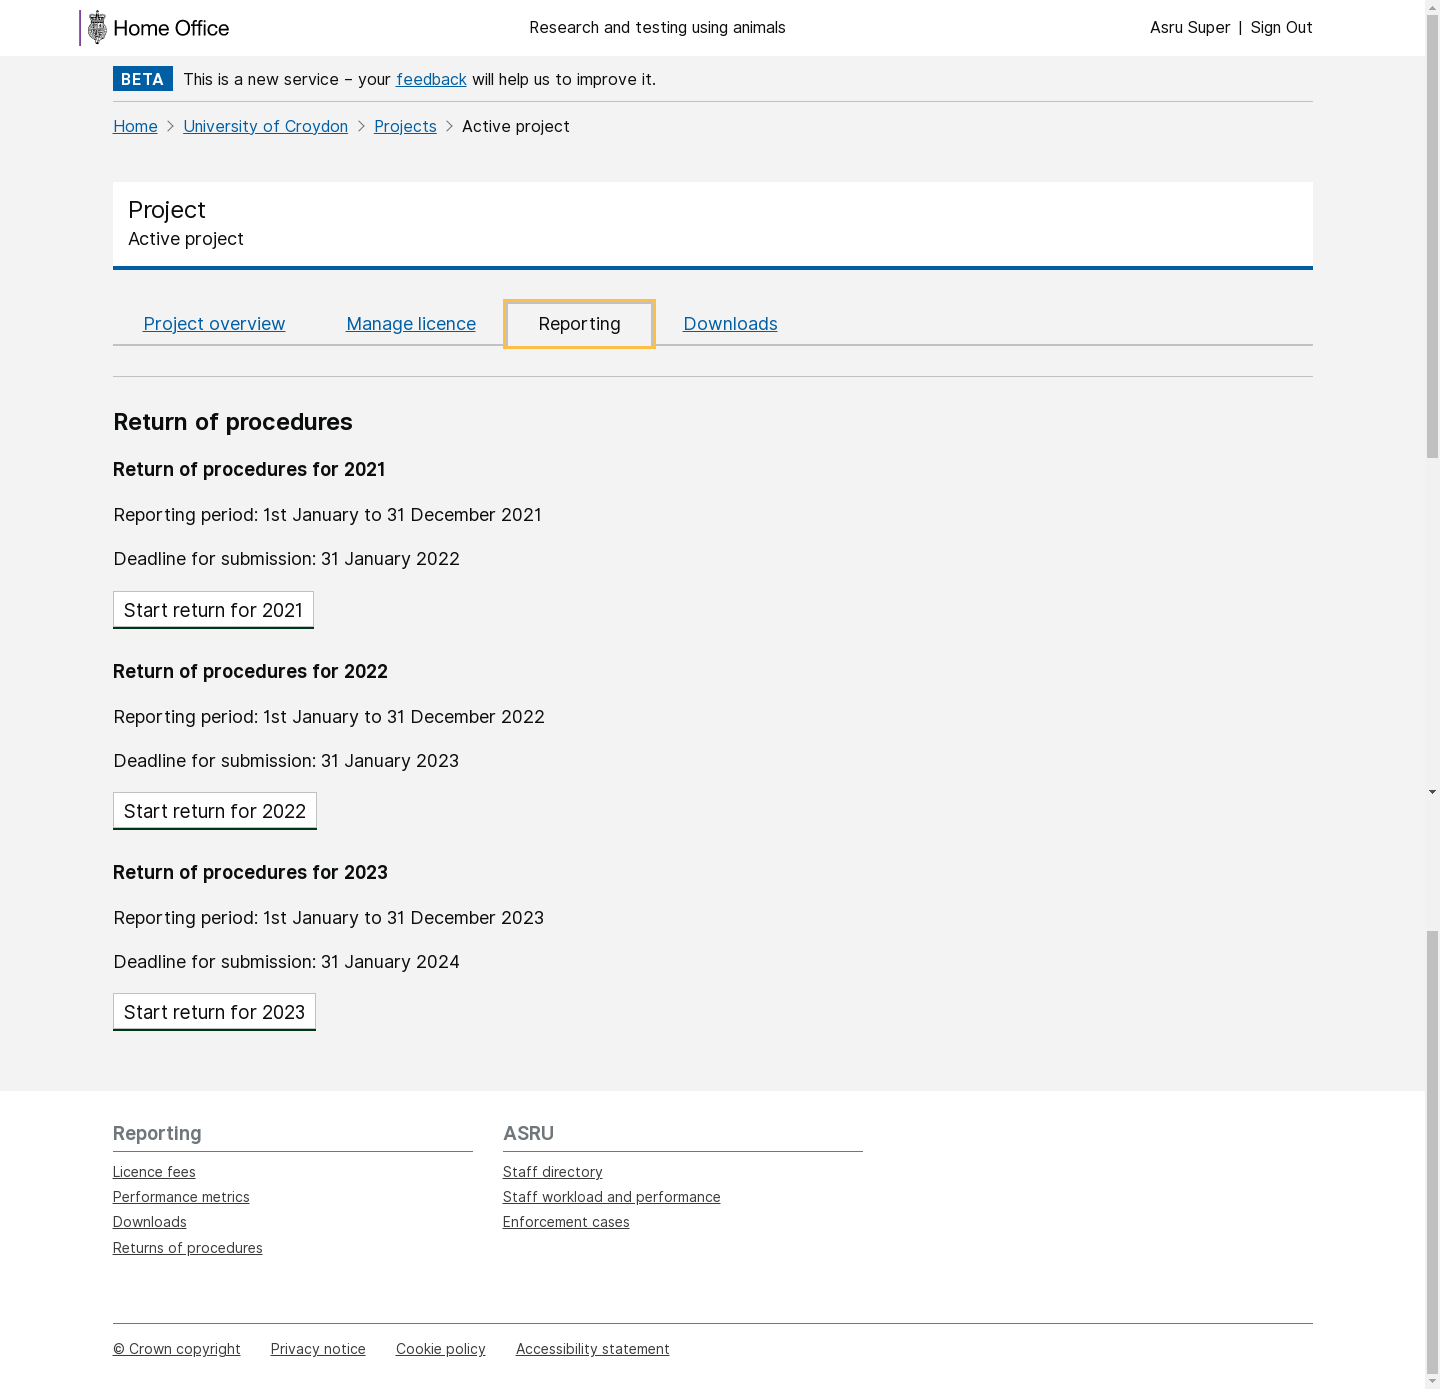 Home Office
Research and testing using animals
Asru Super | Sign Out
BETA This is a new service – your feedback will help us to improve it.
Home > University of Croydon > Projects > Active project
Project
Active project
Project overview
Manage licence
Reporting
Downloads
Return of procedures
Return of procedures for 2021
Reporting period: 1st January to 31 December 2021
Deadline for submission: 31 January 2022
Start return for 2021
Return of procedures for 2022
Reporting period: 1st January to 31 December 2022
Deadline for submission: 31 January 2023
Start return for 2022
Return of procedures for 2023
Reporting period: 1st January to 31 December 2023
Deadline for submission: 31 January 2024
Start return for 2023
Reporting
Licence fees
Performance metrics
Downloads
Returns of procedures
ASRU
Staff directory
Staff workload and performance
Enforcement cases
© Crown copyright
Privacy notice
Cookie policy
Accessibility statement